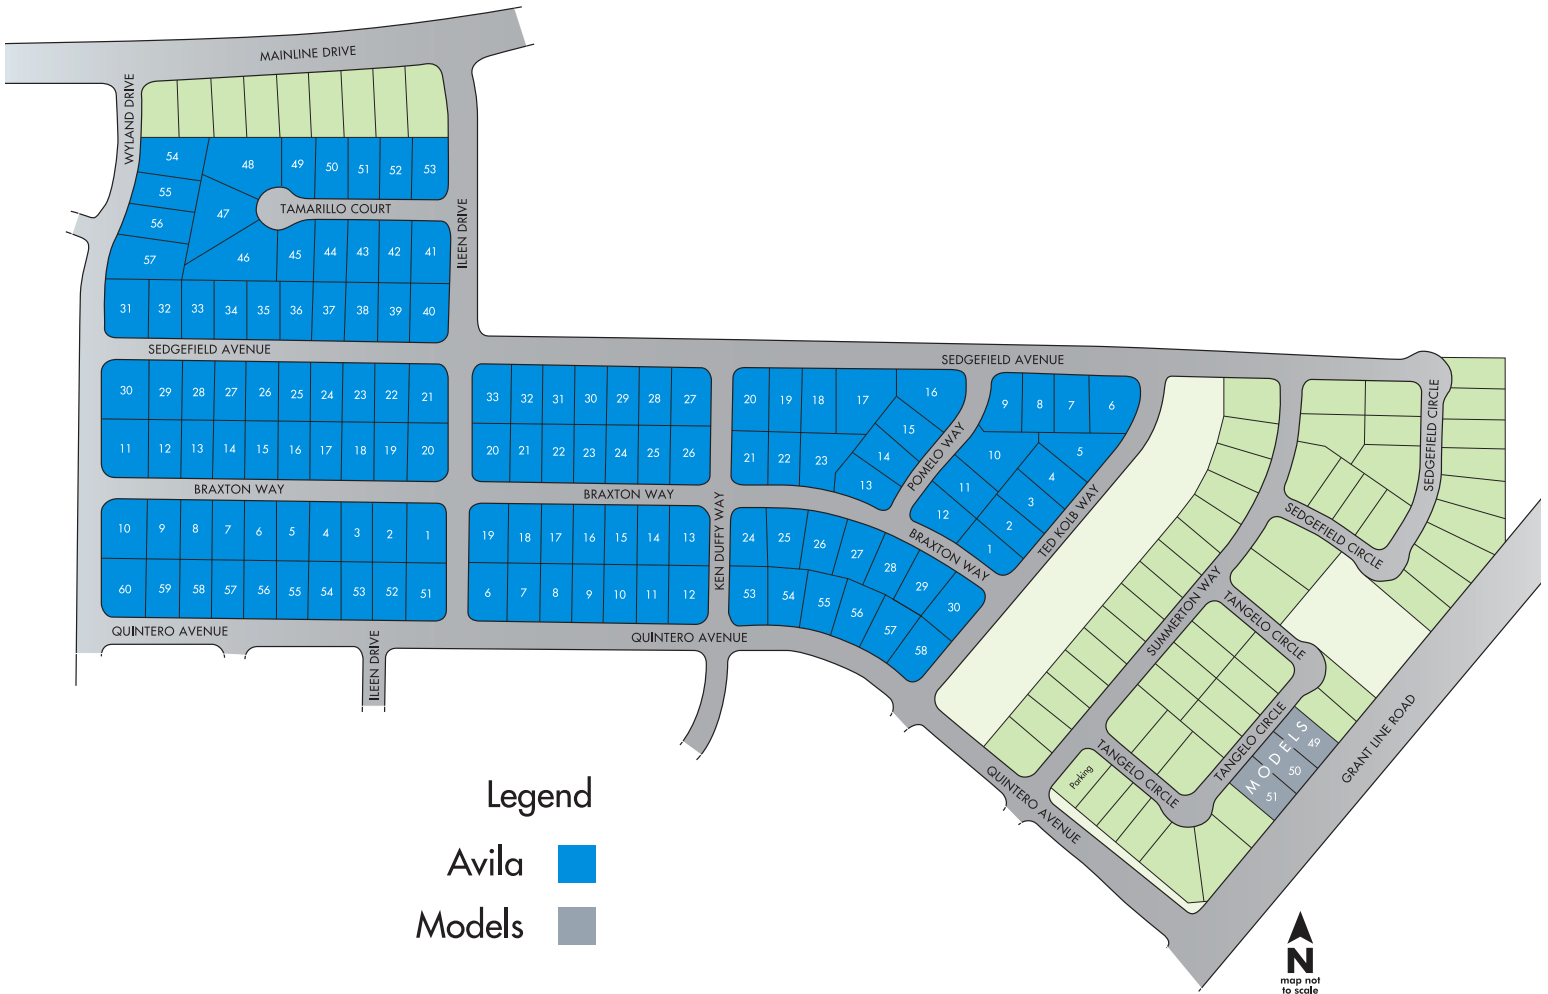 MAINLINE DRIVE
WYLAND DRIVE
54 48 49 50 51 52 53
55
56 47 TAMARILLO COURT
57 46 45 44 43 42 41
ILEEN DRIVE
31 32 33 34 35 36 37 38 39 40
SEDGEFIELD AVENUE
SEDGEFIELD AVENUE
30 29 28 27 26 25 24 23 22 21
11 12 13 14 15 16 17 18 19 20
33 32 31 30 29 28 27
20 21 22 23 24 25 26
20 19 18 17 16
15
14
13
21 22 23
POMELO WAY
9 8 7 6
10 5
11 4
12 3
2
1
TED KOLB WAY
BRAXTON WAY
BRAXTON WAY
BRAXTON WAY
KEN DUFFY WAY
10 9 8 7 6 5 4 3 2 1
60 59 58 57 56 55 54 53 52 51
19 18 17 16 15 14 13
6 7 8 9 10 11 12
24 25 26 27 28 29 30
53 54 55 56 57 58
QUINTERO AVENUE
ILEEN DRIVE
QUINTERO AVENUE
SEDGEFIELD CIRCLE
SEDGEFIELD CIRCLE
SUMMERTON WAY
TANGELO CIRCLE
TANGELO CIRCLE
TANGELO CIRCLE
MODELS
49
50
51
GRANT LINE ROAD
Parking
QUINTERO AVENUE
Legend
Avila
Models
N
map not
to scale